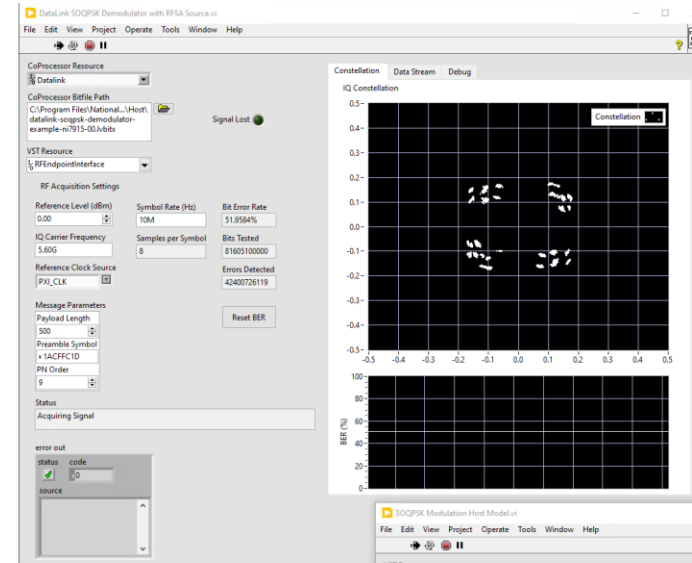 DataLink SOQPSK Demodulator with RFSA Source.vi
File Edit View Project Operate Tools Window Help
CoProcessor Resource
Datalink
CoProcessor Bitfile Path
C:\Program Files\National...\Host\
datalink-soqpsk-demodulator-
example-ni7915-00.lvbitx
Signal Lost
VST Resource
RFEndpointInterface
RF Acquisition Settings
Reference Level (dBm) Symbol Rate (Hz) Bit Error Rate
0.00 10M 51.9584%
IQ Carrier Frequency Samples per Symbol Bits Tested
5.60G 8 81605100000
Reference Clock Source Errors Detected
PXI_CLK 42400726119
Message Parameters
Payload Length
500
Reset BER
Preamble Symbol
x 1ACFFC1D
PN Order
9
Status
Acquiring Signal
error out
status code
0
source
Constellation Data Stream Debug
IQ Constellation
Constellation
0.5-
0.4-
0.3-
0.2-
0.1-
0.0-
-0.1-
-0.2-
-0.3-
-0.4-
-0.5-
-0.5 -0.4 -0.3 -0.2 -0.1 0.0 0.1 0.2 0.3 0.4 0.5
BER (%)
100-
80-
60-
40-
20-
0-
SOQPSK Modulation Host Model.vi
File Edit View Project Operate Tools Window Help